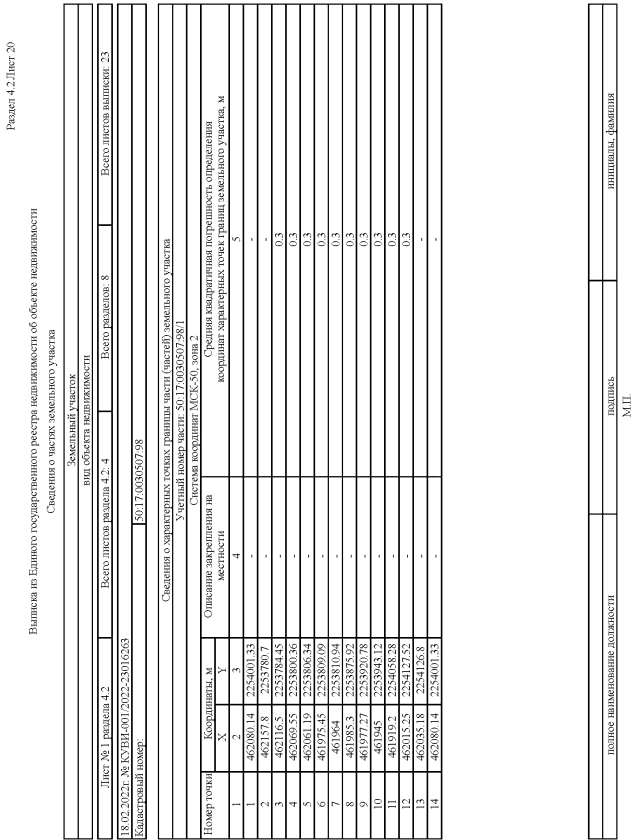 Раздел 4.2 Лист 20
Выписка из Единого государственного реестра недвижимости об объекте недвижимости
Сведения о частях земельного участка
Земельный участок
вид объекта недвижимости
Лист № 1 раздела 4.2 Всего листов раздела 4.2: 4 Всего разделов: 8 Всего листов выписки: 23
18.02.2022г. № КУВИ-001/2022-23016263
Кадастровый номер: 50:17:0030507:98
Сведения о характерных точках границы части (частей) земельного участка
Учетный номер части: 50:17:0030507:98/1
Система координат МСК-50, зона 2
Номер точки Координаты, м Описание закрепления на местности Средняя квадратичная погрешность определения координат характерных точек границ земельного участка, м
X Y
1 2 3 4 5
1 462080.14 2254001.33 - -
2 462157.8 2253780.7 - -
3 462116.5 2253784.45 - 0.3
4 462069.55 2253800.36 - 0.3
5 462061.19 2253806.34 - 0.3
6 461975.45 2253809.09 - 0.3
7 461964 2253810.94 - 0.3
8 461985.3 2253875.92 - 0.3
9 461977.27 2253920.78 - 0.3
10 461945 2253943.12 - 0.3
11 461919.2 2254058.28 - 0.3
12 462015.25 2254127.52 - 0.3
13 462035.18 2254126.8 - -
14 462080.14 2254001.33 - -
полное наименование должности подпись инициалы, фамилия
М.П.